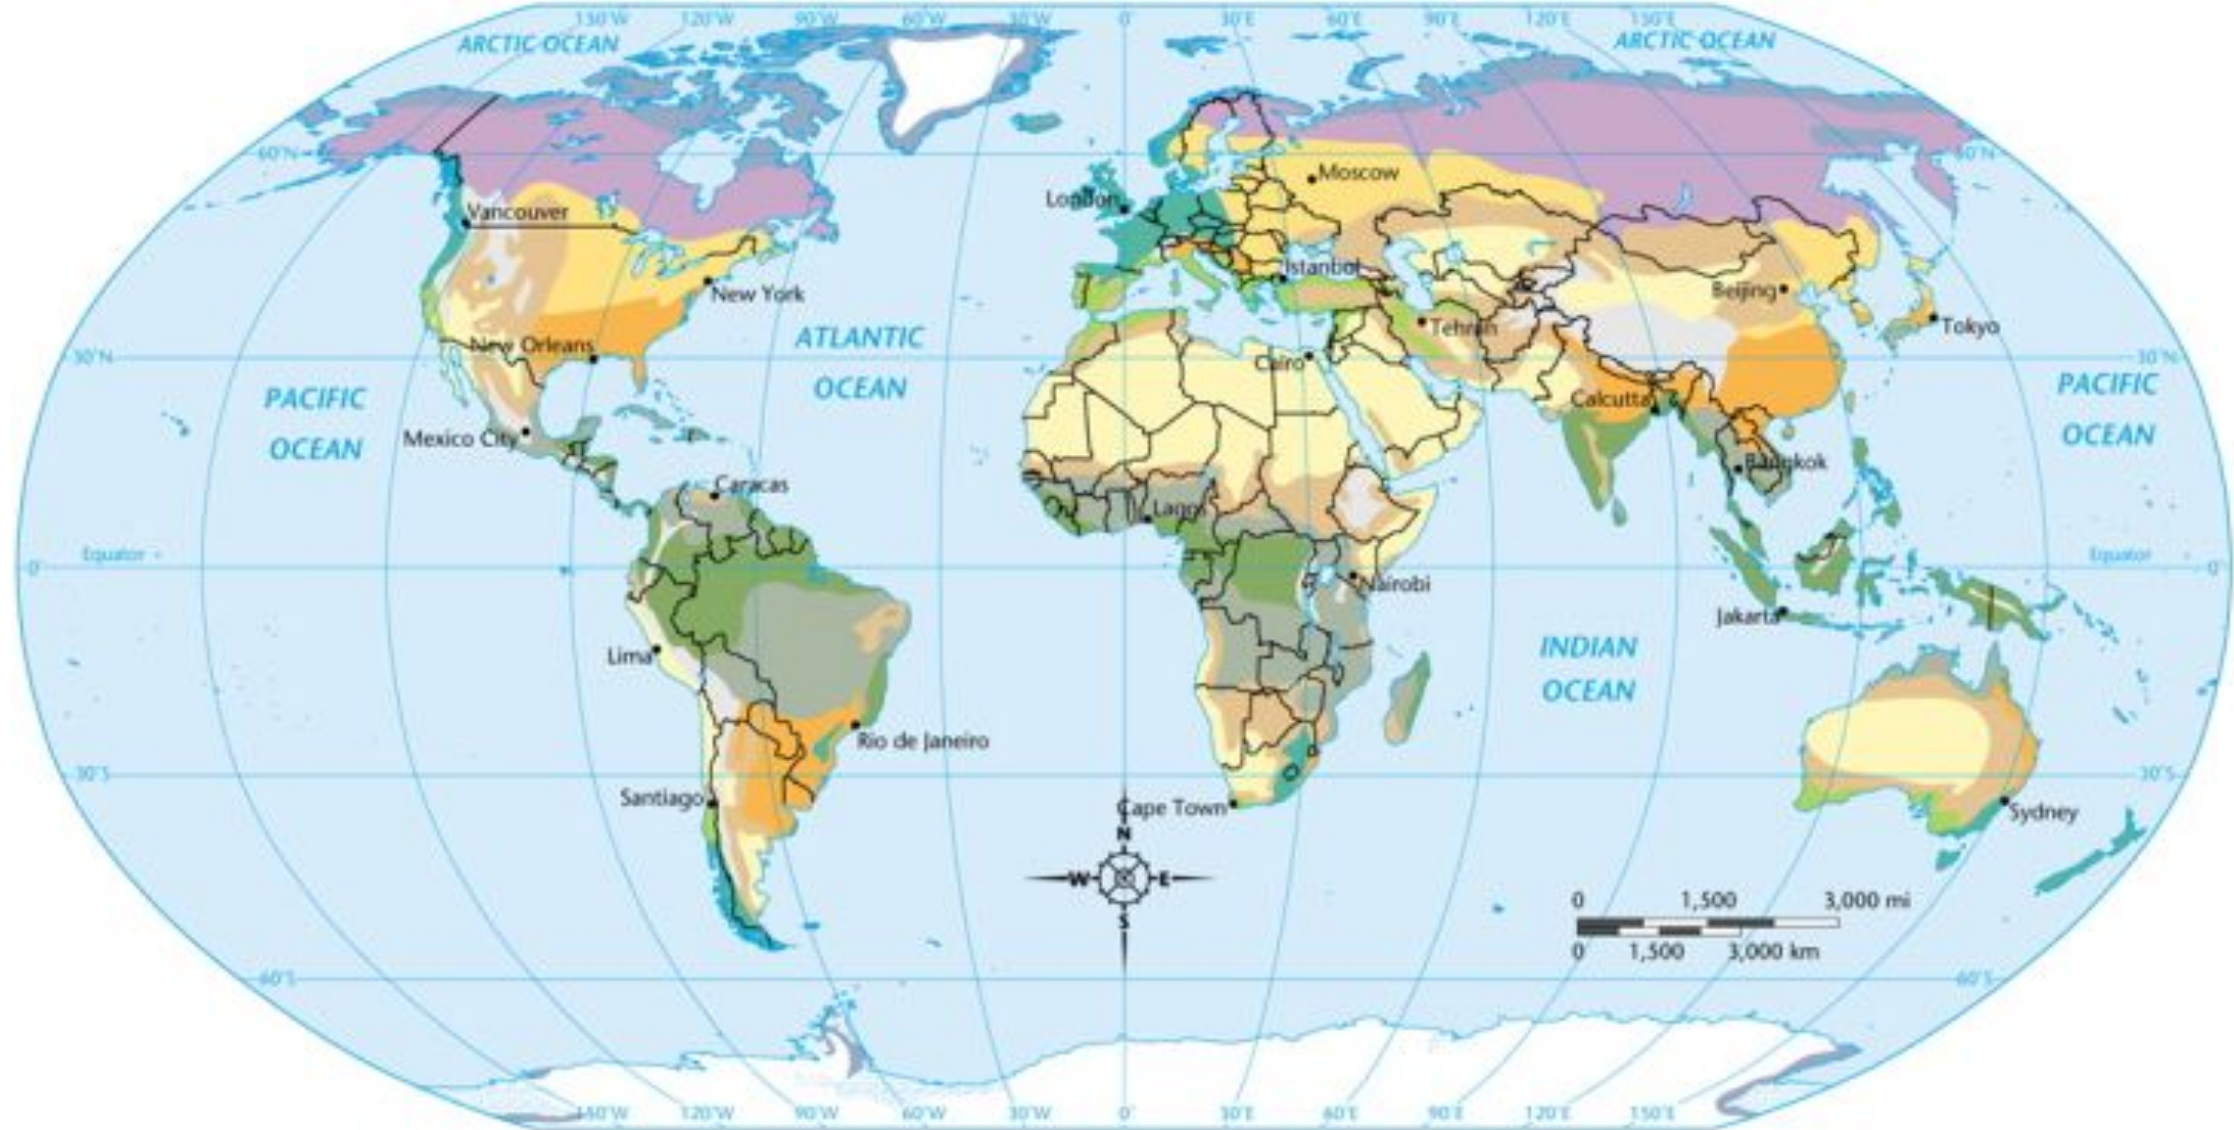 150°W 120°W 90°W 60°W 30°W 0° 30°E 60°E 90°E 120°E 150°E
ARCTIC OCEAN
ARCTIC OCEAN
60°N
60°N
Moscow
London
Vancouver
Istanbul
New York
Beijing
Tokyo
Tehran
ATLANTIC
OCEAN
New Orleans
30°N
30°N
Cairo
PACIFIC
OCEAN
PACIFIC
OCEAN
Calcutta
Mexico City
Bangkok
Caracas
Lagos
Equator
Equator
0°
0°
Nairobi
Jakarta
INDIAN
OCEAN
Lima
Rio de Janeiro
30°S
30°S
Santiago
Cape Town
Sydney
N
W E
S
0 1,500 3,000 mi
0 1,500 3,000 km
60°S
60°S
150°W 120°W 90°W 60°W 30°W 0° 30°E 60°E 90°E 120°E 150°E